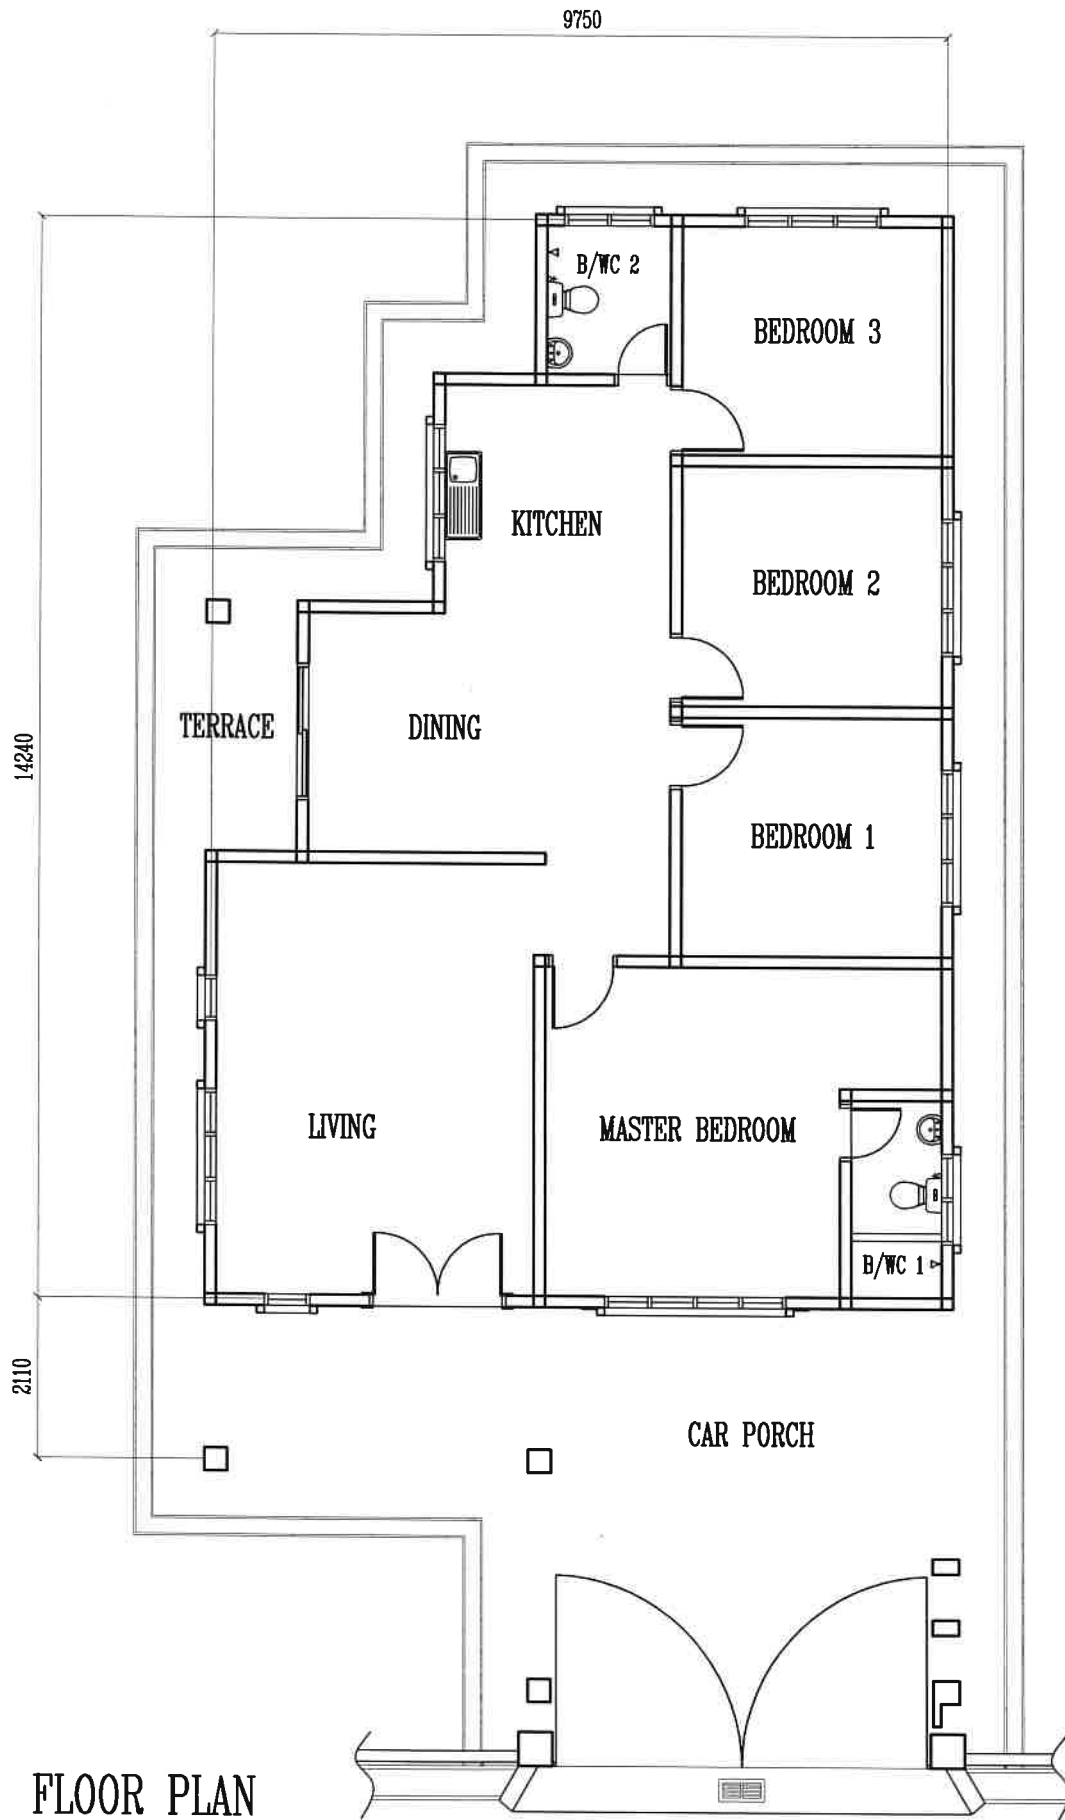 9750
B/WC 2
BEDROOM 3
KITCHEN
BEDROOM 2
TERRACE
DINING
14240
BEDROOM 1
LIVING
MASTER BEDROOM
B/WC 1
2110
CAR PORCH
FLOOR PLAN